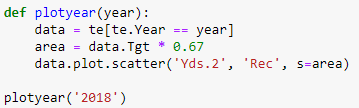 def plotyear(year):
    data = te[te.Year == year]
    area = data.Tgt * 0.67
    data.plot.scatter('Yds.2', 'Rec', s=area)
plotyear('2018')